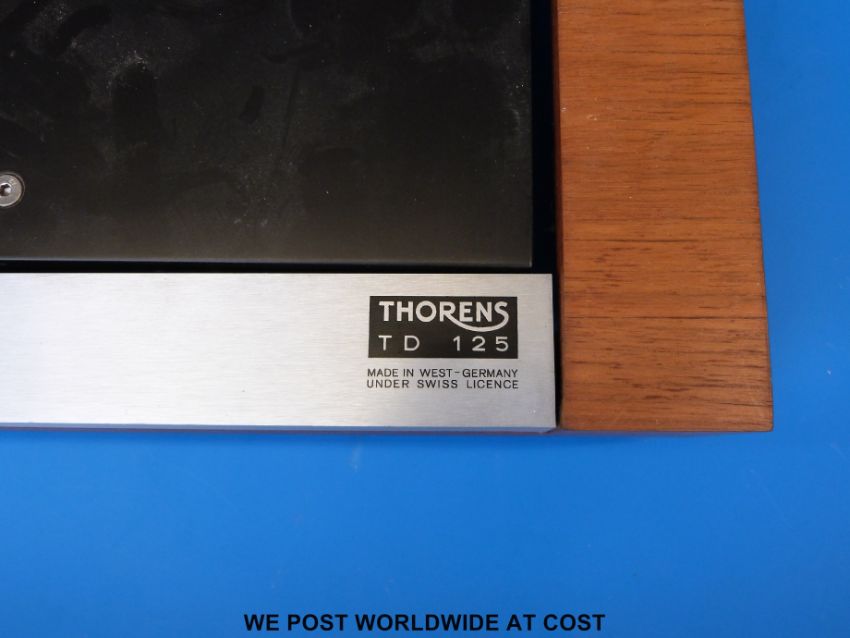 THORENS
TD 125
MADE IN WEST-GERMANY
UNDER SWISS LICENCE
WE POST WORLDWIDE AT COST